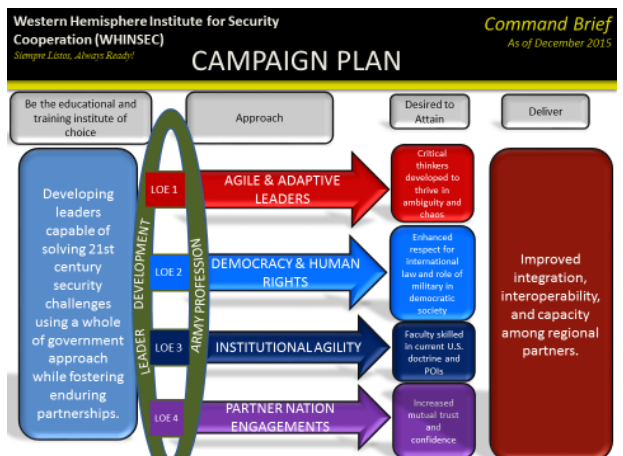 Western Hemisphere Institute for Security
Cooperation (WHINSEC)
Siempre Listos, Always Ready!
Command Brief
As of December 2015
CAMPAIGN PLAN
Be the educational and
training institute of
choice
Approach
Desired to
Attain
Deliver
Developing
leaders
capable of
solving 21st
century
security
challenges
using a whole
of government
approach
while fostering
enduring
partnerships.
LEADER DEVELOPMENT
ARMY PROFESSION
LOE 1
AGILE & ADAPTIVE
LEADERS
Critical
thinkers
developed to
thrive in
ambiguity and
chaos
LOE 2
DEMOCRACY & HUMAN
RIGHTS
Enhanced
respect for
international
law and role of
military in
democratic
society
LOE 3
INSTITUTIONAL AGILITY
Faculty skilled
in current U.S.
doctrine and
POIs
LOE 4
PARTNER NATION
ENGAGEMENTS
Increased
mutual trust
and
confidence
Improved
integration,
interoperability,
and capacity
among regional
partners.